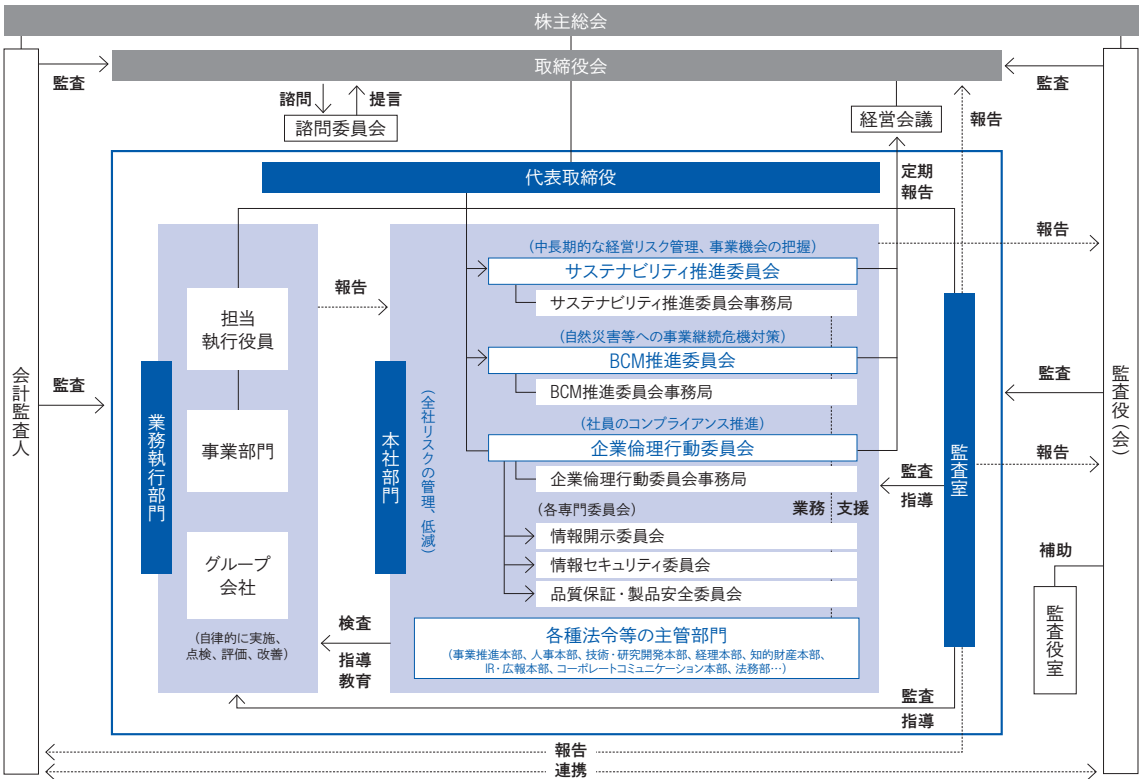 株主総会
取締役会
監査
監査
諮問
提言
報告
諮問委員会
経営会議
代表取締役
定期
報告
(中長期的な経営リスク管理、事業機会の把握)
報告
サステナビリティ推進委員会
報告
サステナビリティ推進委員会事務局
担当
執行役員
(自然災害等への事業継続危機対策)
BCM推進委員会
BCM推進委員会事務局
会計監査人
監査
監査
監査役(会)
業務執行部門
本社部門
(全社リスクの管理、低減)
監査室
(社員のコンプライアンス推進)
企業倫理行動委員会
事業部門
企業倫理行動委員会事務局
監査
指導
報告
(各専門委員会)
業務
支援
情報開示委員会
情報セキュリティ委員会
品質保証・製品安全委員会
グループ
会社
補助
監査役室
(自律的に実施、
点検、評価、改善)
検査
指導
教育
各種法令等の主管部門
(事業推進本部、人事本部、技術・研究開発本部、経理本部、知的財産本部、
IR・広報本部、コーポレートコミュニケーション本部、法務部…)
監査
指導
報告
連携